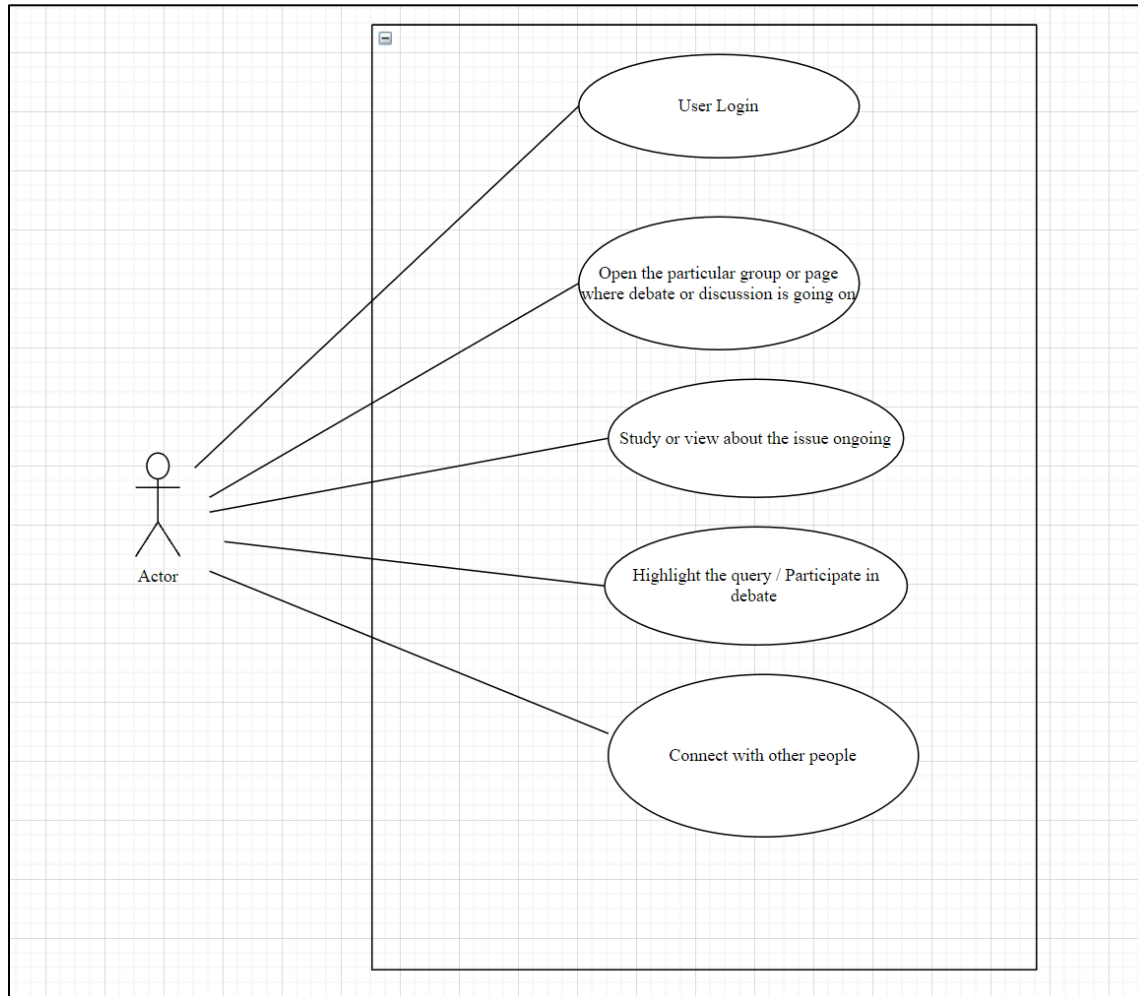 User Login
Open the particular group or page
where debate or discussion is going on
Study or view about the issue ongoing
Highlight the query / Participate in
debate
Actor
Connect with other people